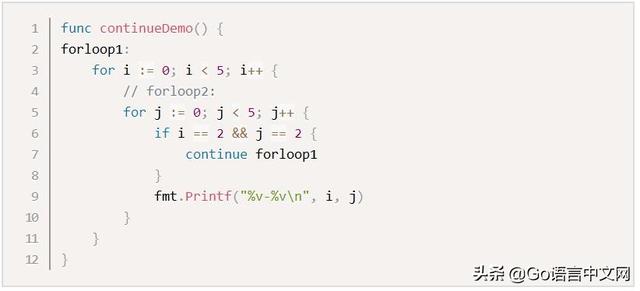 1 func continueDemo() {
2 forloop1:
3     for i := 0; i < 5; i++ {
4         // forloop2:
5         for j := 0; j < 5; j++ {
6             if i == 2 && j == 2 {
7                 continue forloop1
8             }
9             fmt.Printf("%v-%v\n", i, j)
10         }
11     }
12 }
头条 @Go语言中文网